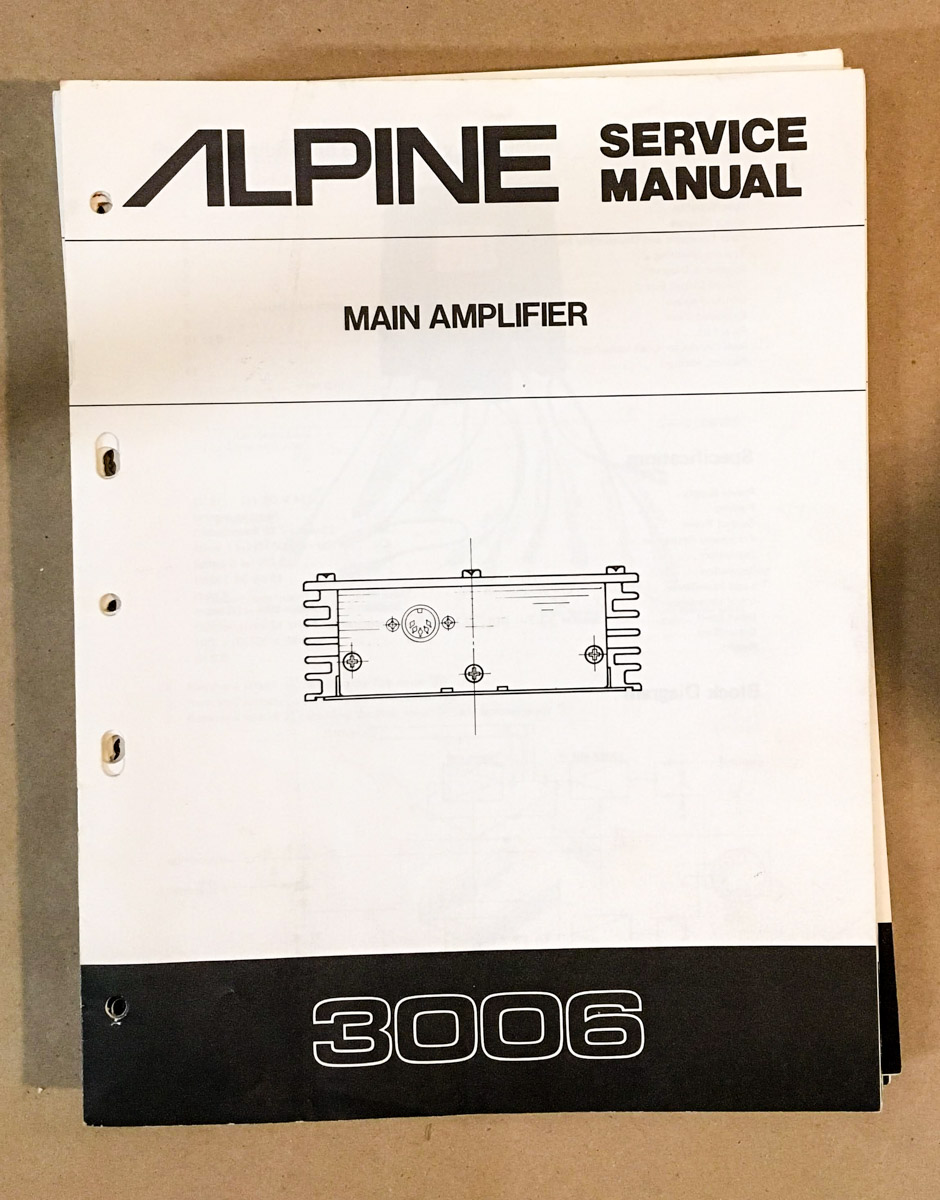 ALPINE SERVICE
MANUAL
MAIN AMPLIFIER
3006